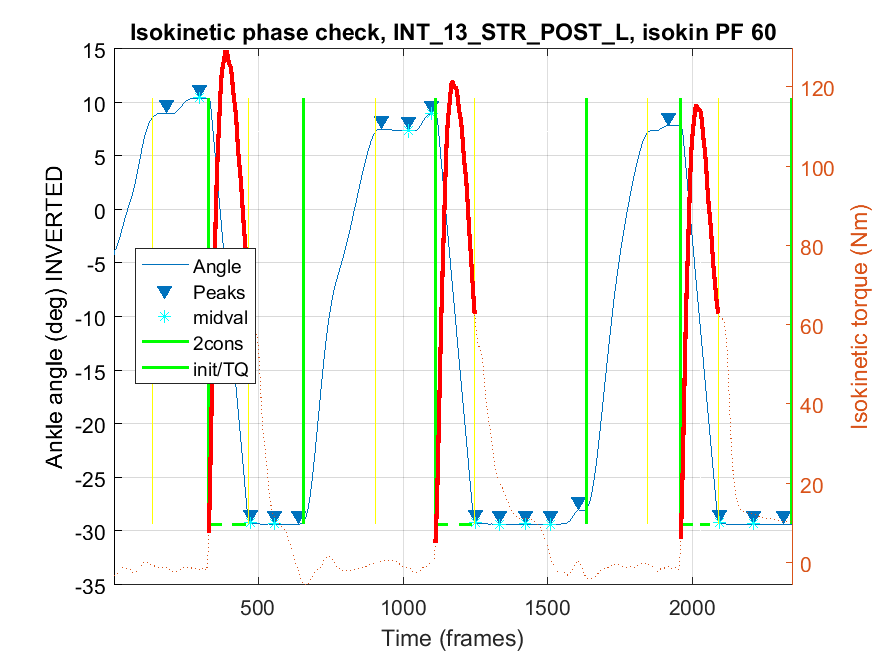 Isokinetic phase check, INT_13_STR_POST_L, isokin PF 60
Ankle angle (deg) INVERTED
15
10
5
0
-5
-10
-15
-20
-25
-30
-35
Angle
Peaks
midval
2cons
init/TQ
120
100
80
60
40
20
0
Isokinetic torque (Nm)
500
1000
1500
2000
Time (frames)